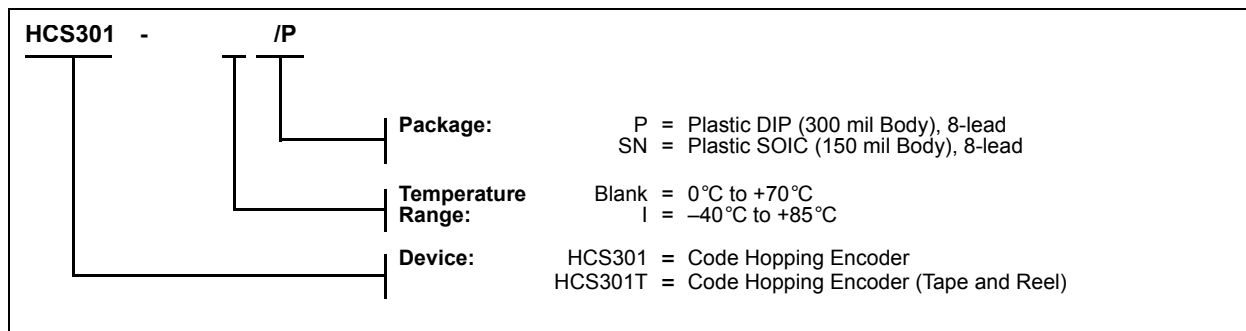 HCS301 - /P
Package: P = Plastic DIP (300 mil Body), 8-lead
SN = Plastic SOIC (150 mil Body), 8-lead
Temperature Blank = 0°C to +70°C
Range: I = –40°C to +85°C
Device: HCS301 = Code Hopping Encoder
HCS301T = Code Hopping Encoder (Tape and Reel)